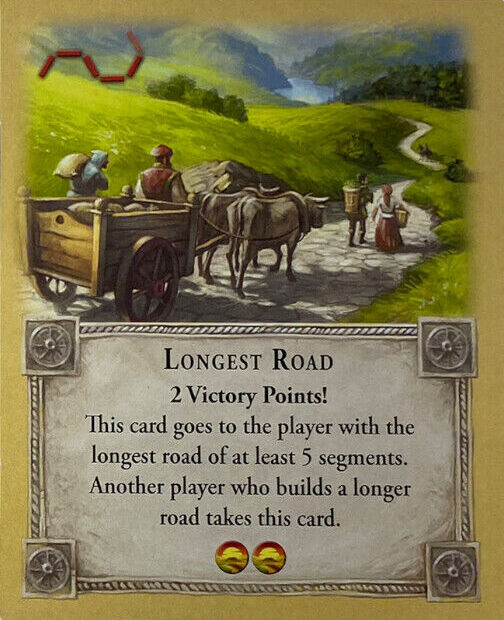 Longest Road
2 Victory Points!
This card goes to the player with the
longest road of at least 5 segments.
Another player who builds a longer
road takes this card.